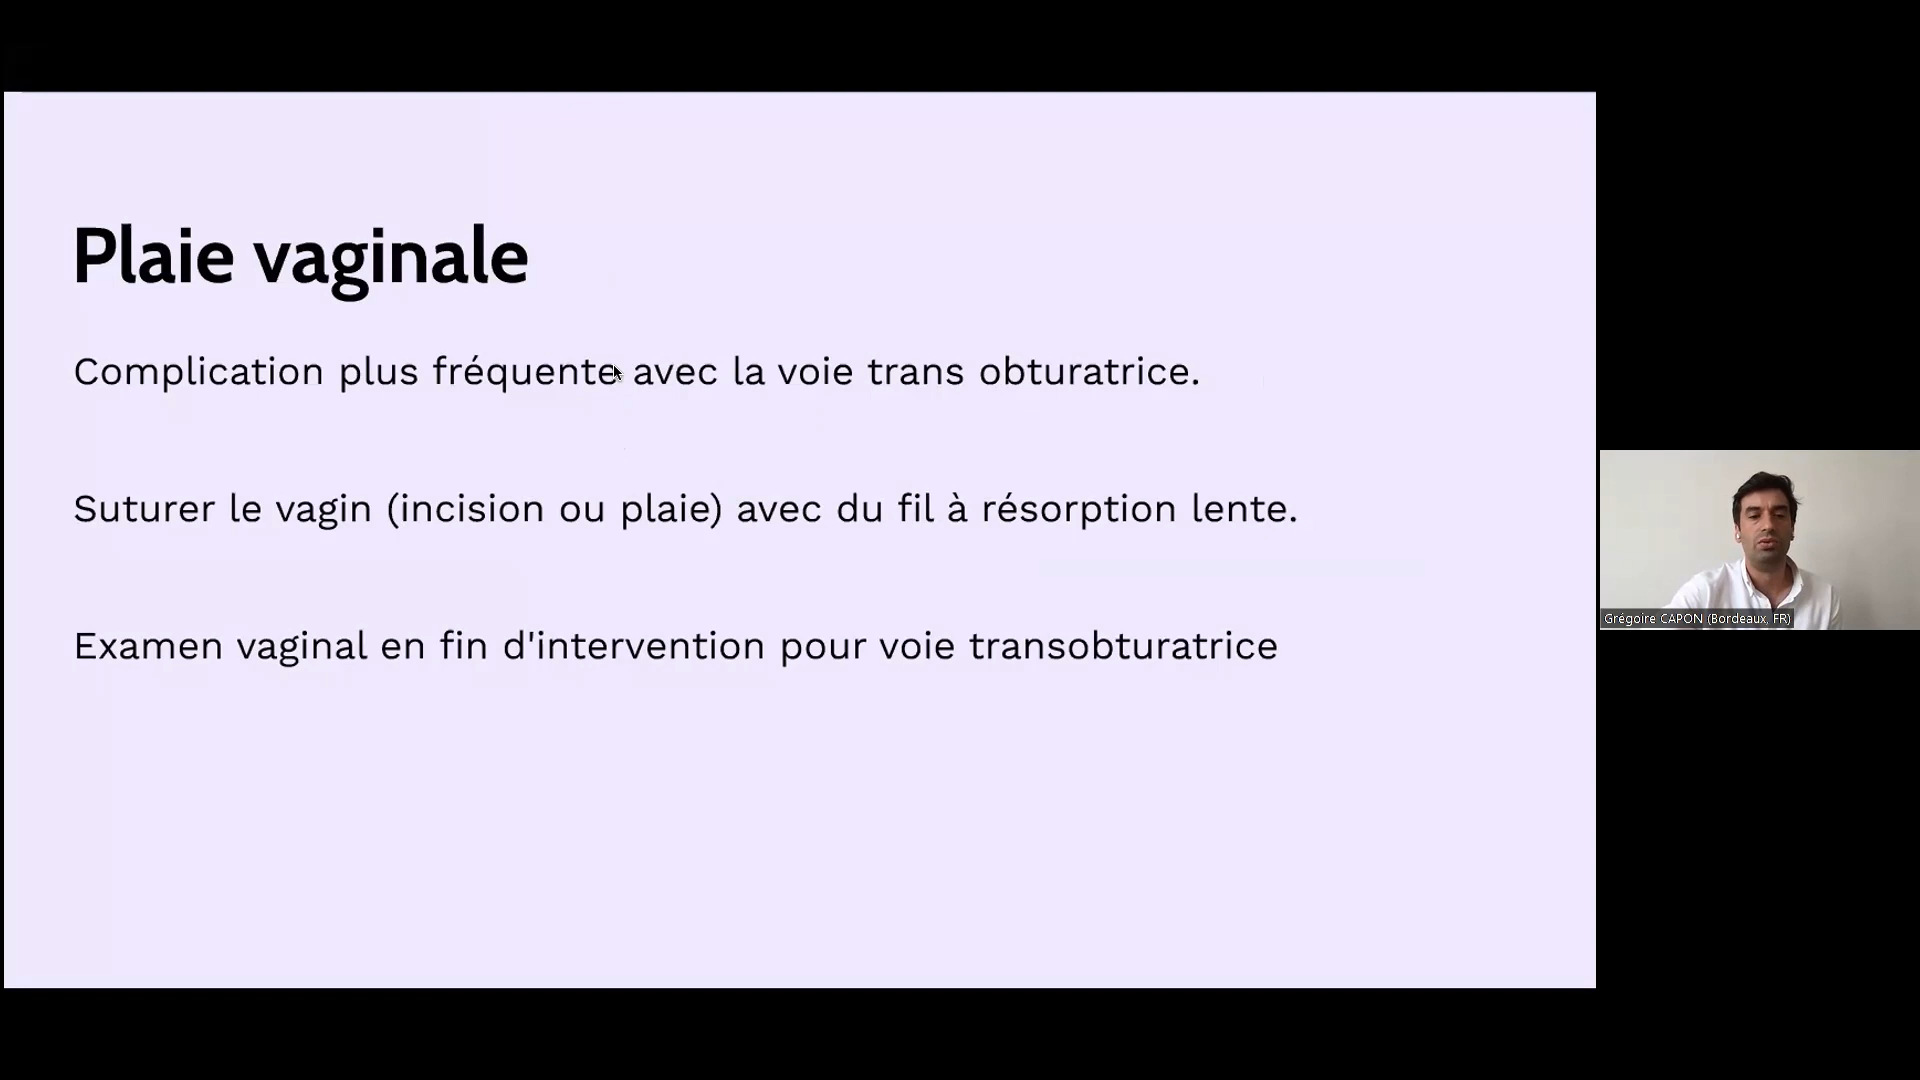 Plaie vaginale
Complication plus fréquente avec la voie trans obturatrice.
Suturer le vagin (incision ou plaie) avec du fil à résorption lente.
Examen vaginal en fin d'intervention pour voie transobturatrice
Grégoire CAPON (Bordeaux, FR)